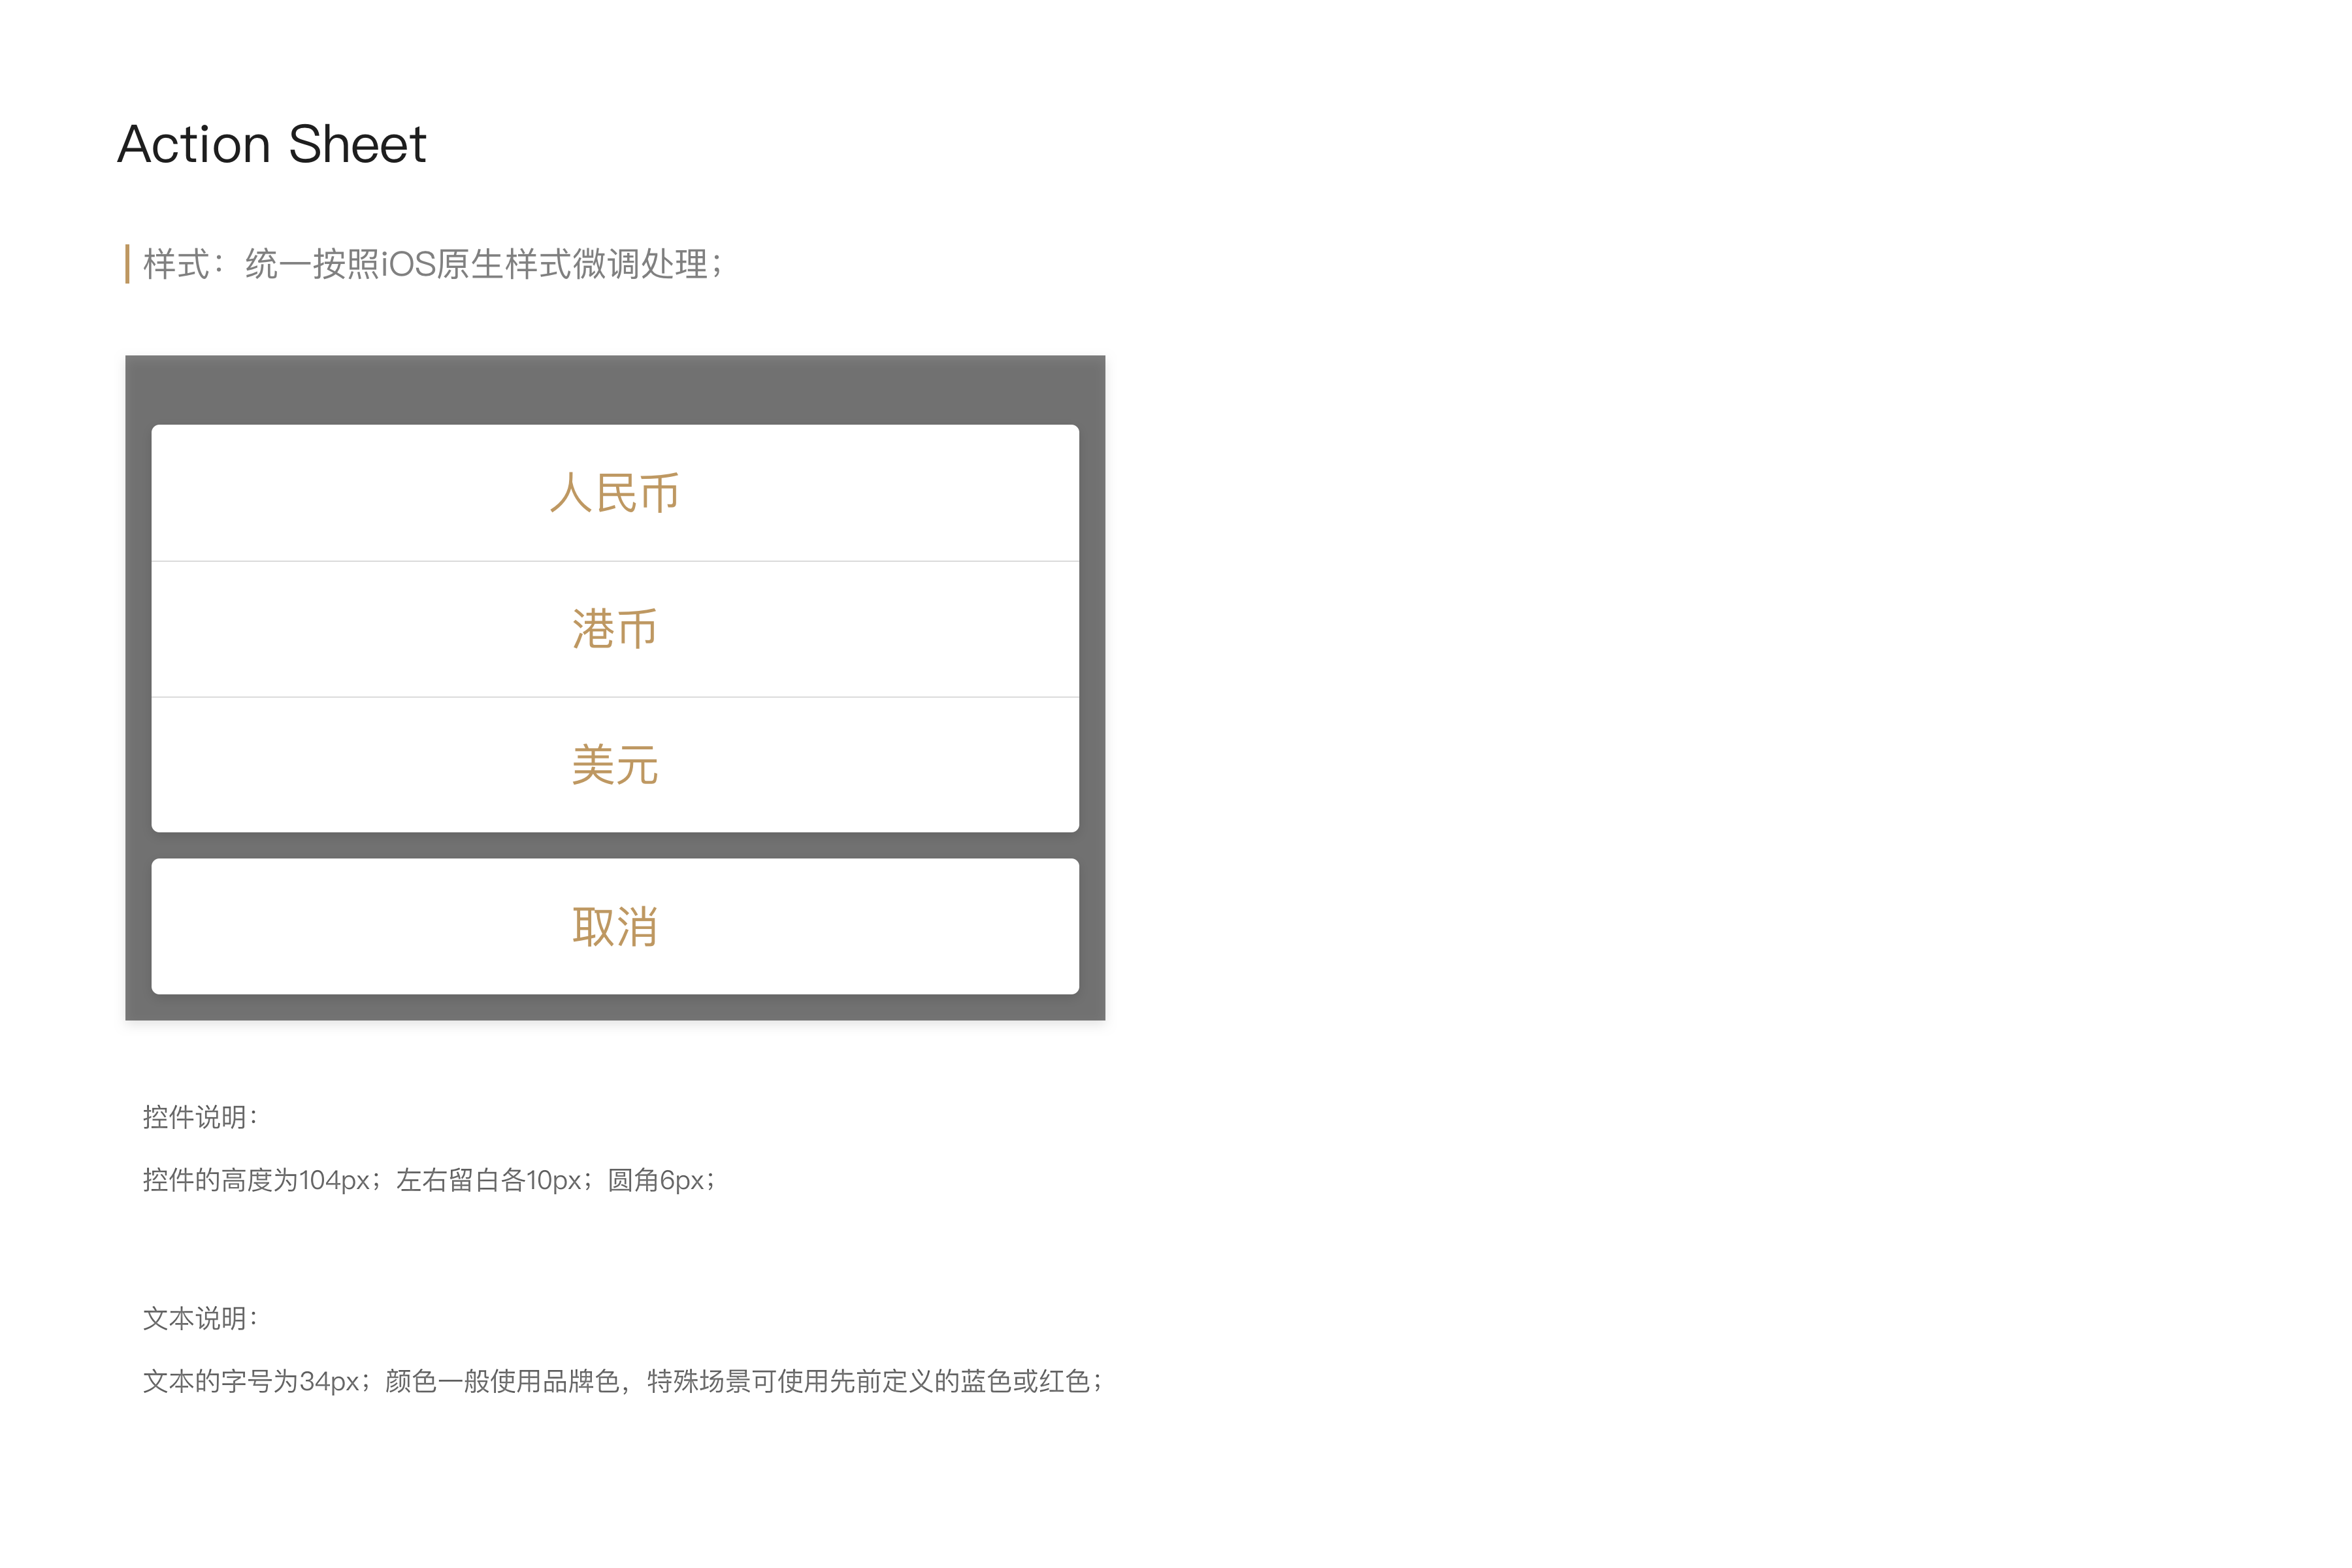 Action Sheet
样式：统一按照iOS原生样式微调处理；
人民币
港币
美元
取消
控件说明：
控件的高度为104px；左右留白各10px；圆角6px；
文本说明：
文本的字号为34px；颜色一般使用品牌色，特殊场景可使用先前定义的蓝色或红色；